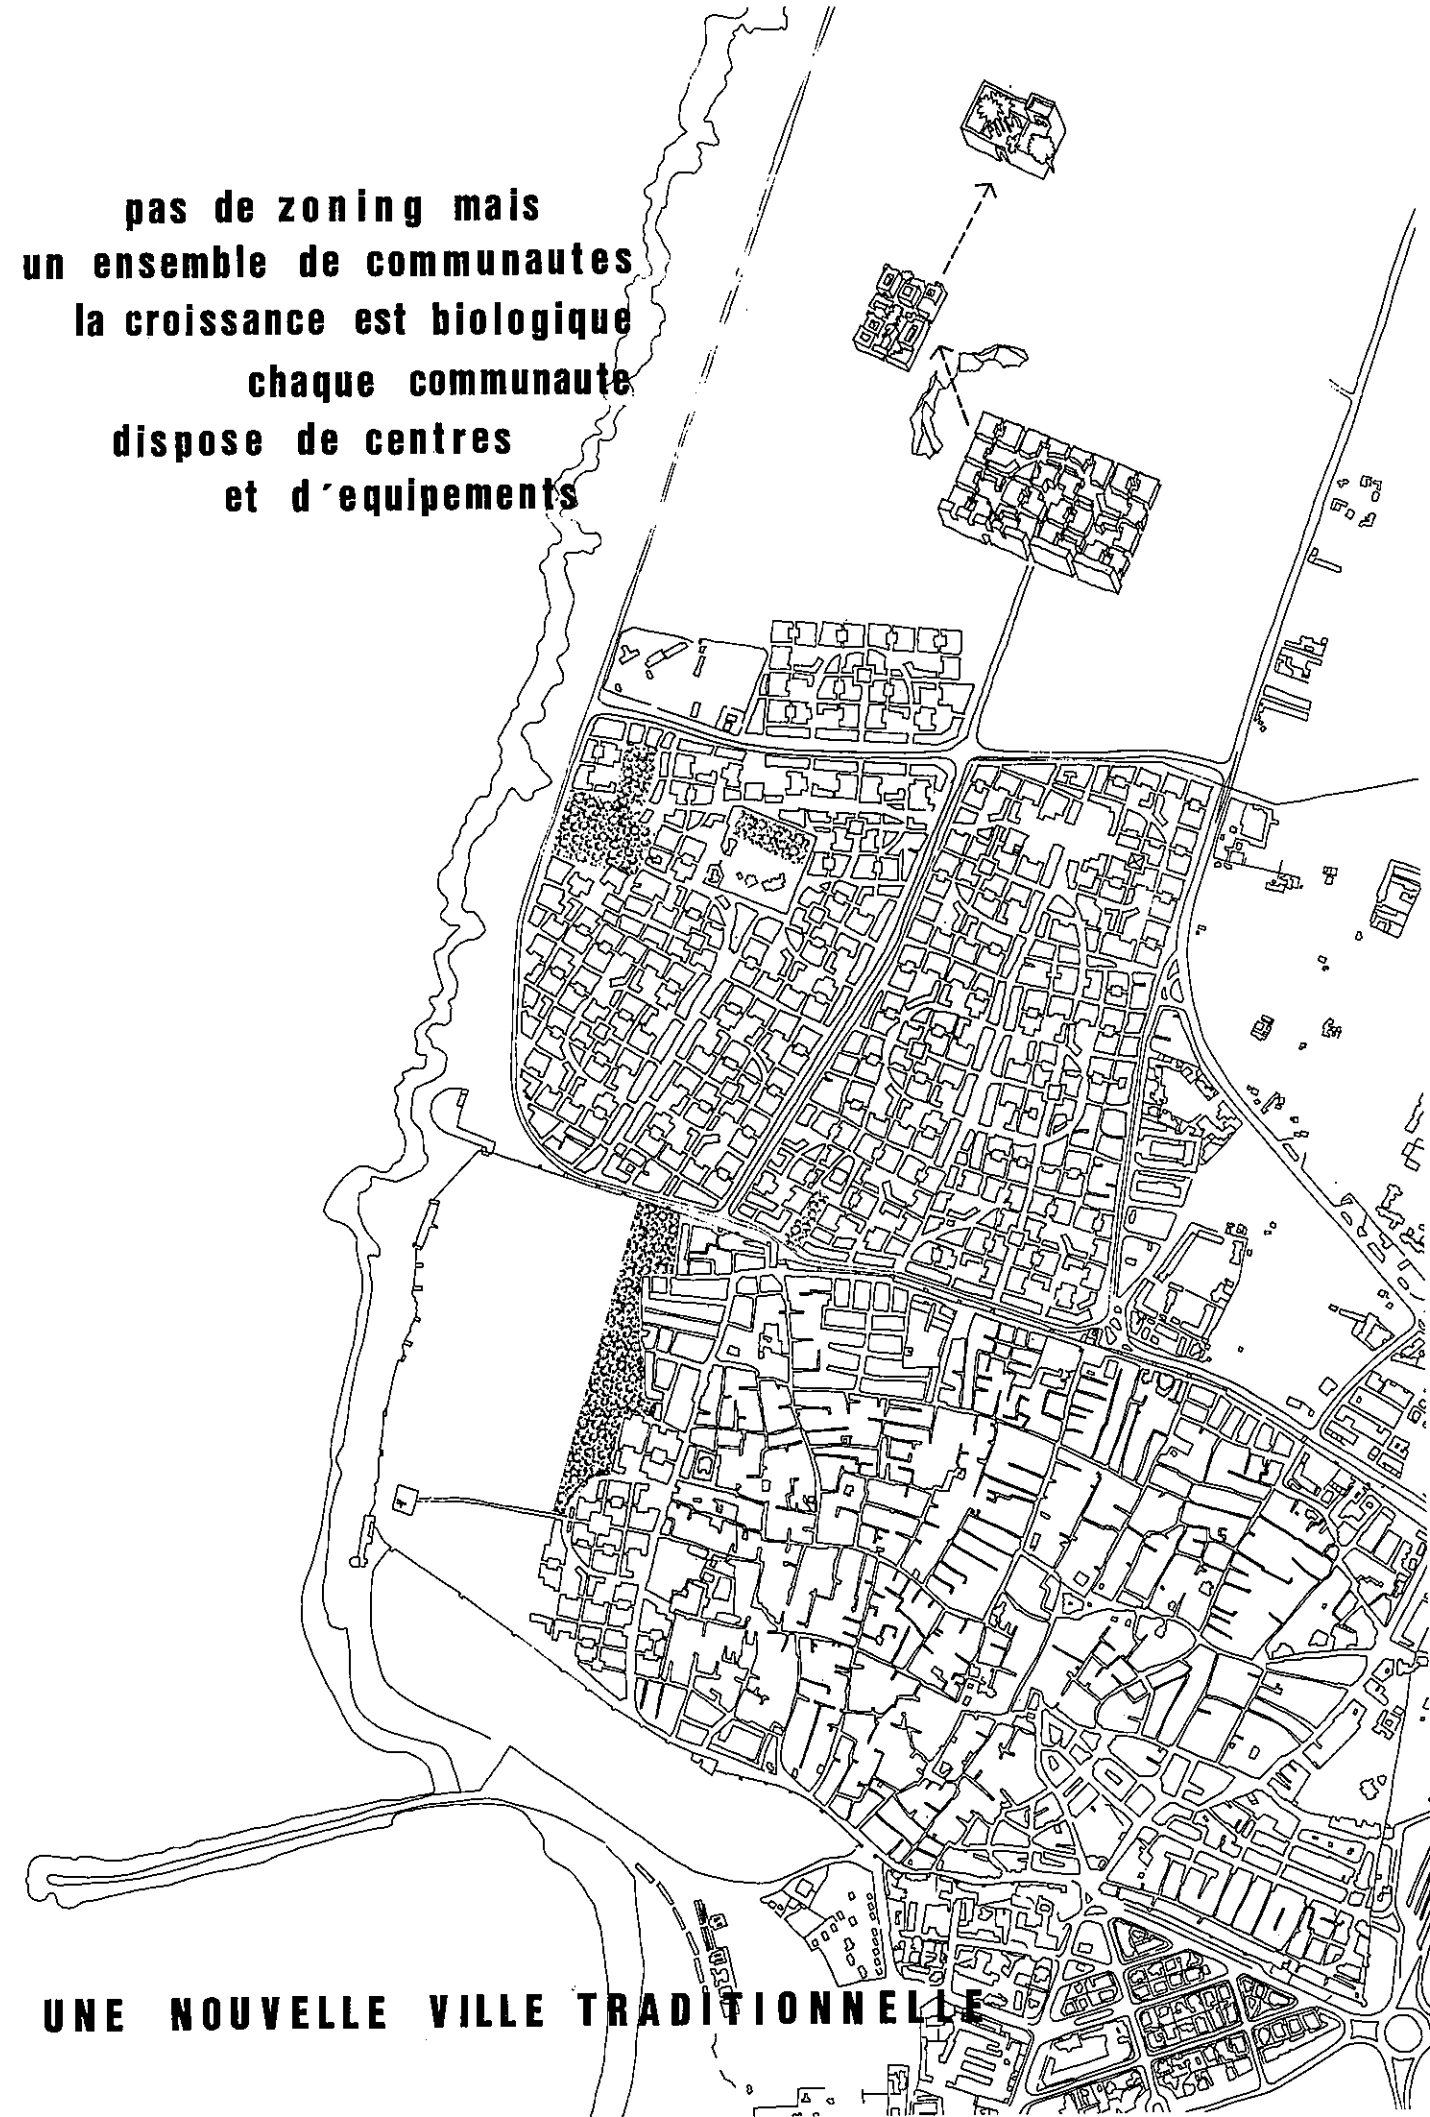 pas de zoning mais
un ensemble de communautes
la croissance est biologique
chaque communaute
dispose de centres
et d´equipements
UNE NOUVELLE VILLE TRADITIONNELLE